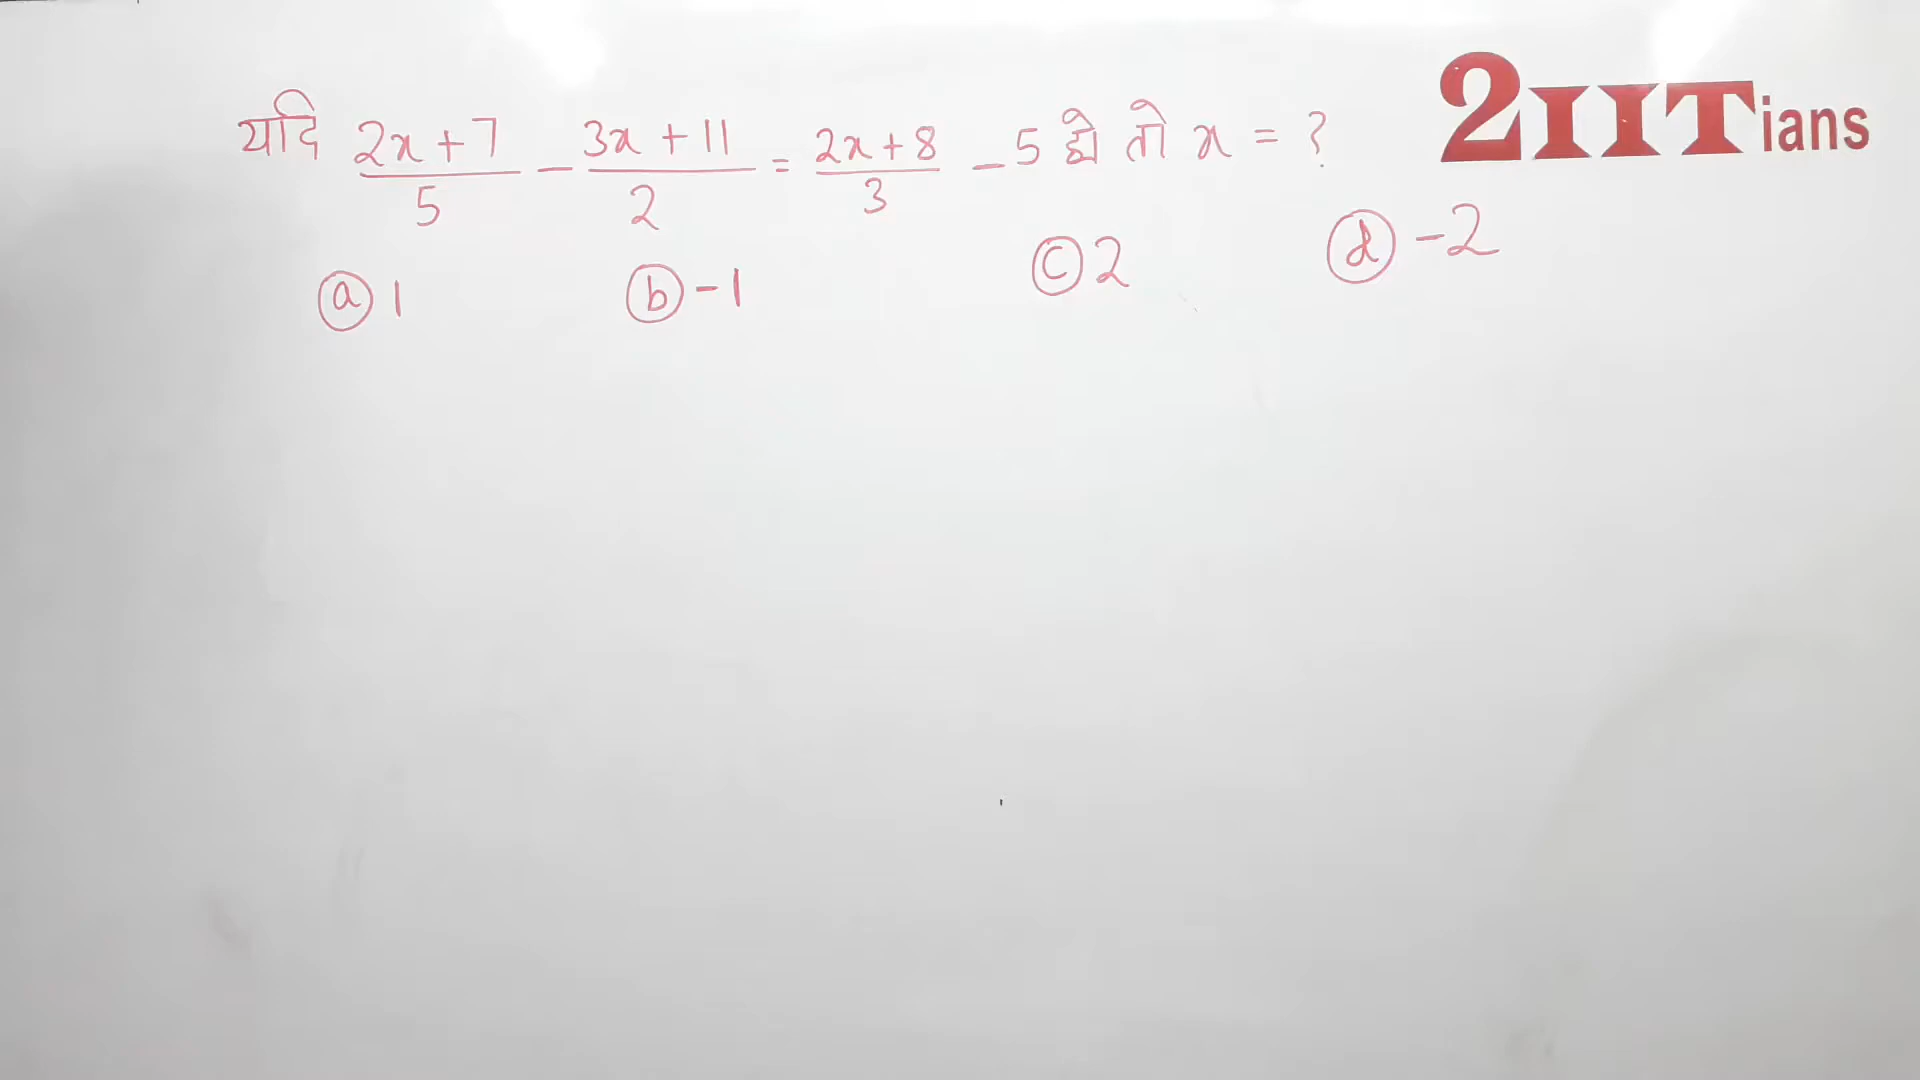 यदि (2x+7)/5 - (3x+11)/2 = (2x+8)/3 - 5 हो तो x = ?
2IITians
(a) 1 (b) -1 (c) 2 (d) -2